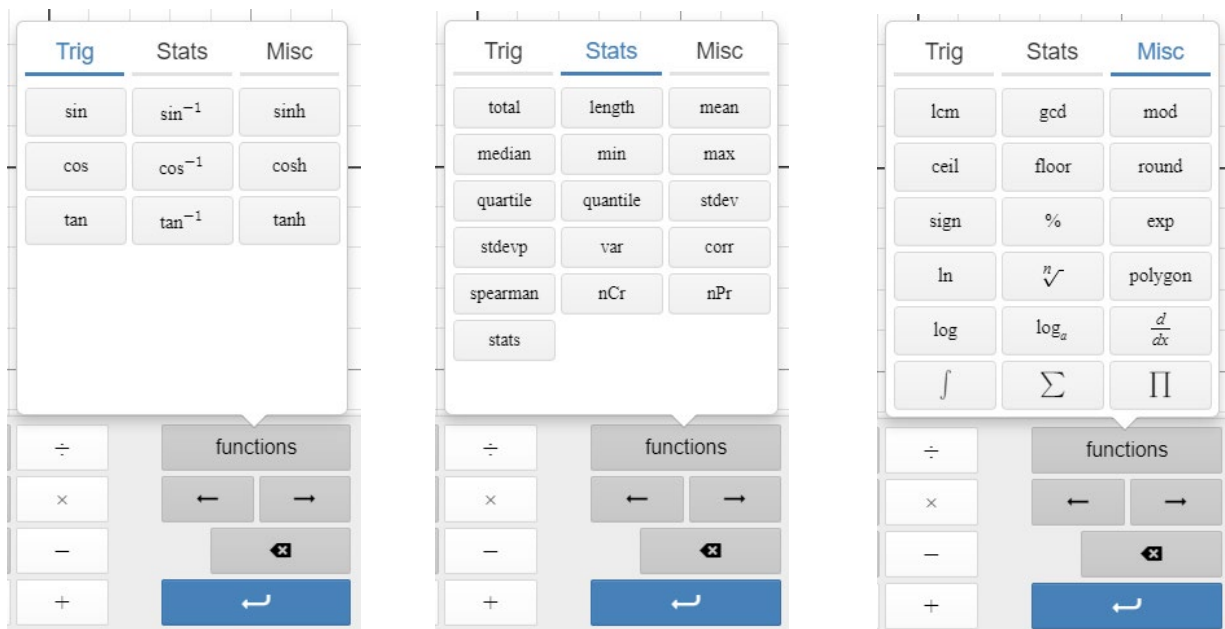 Trig Stats Misc
sin sin⁻¹ sinh
cos cos⁻¹ cosh
tan tan⁻¹ tanh
÷ functions
× ← →
−
+
Trig Stats Misc
total length mean
median min max
quartile quantile stdev
stdevp var corr
spearman nCr nPr
stats
÷ functions
× ← →
−
+
Trig Stats Misc
lcm gcd mod
ceil floor round
sign % exp
ln ⁿ√ polygon
log logₐ d/dx
∫ ∑ ∏
÷ functions
× ← →
−
+